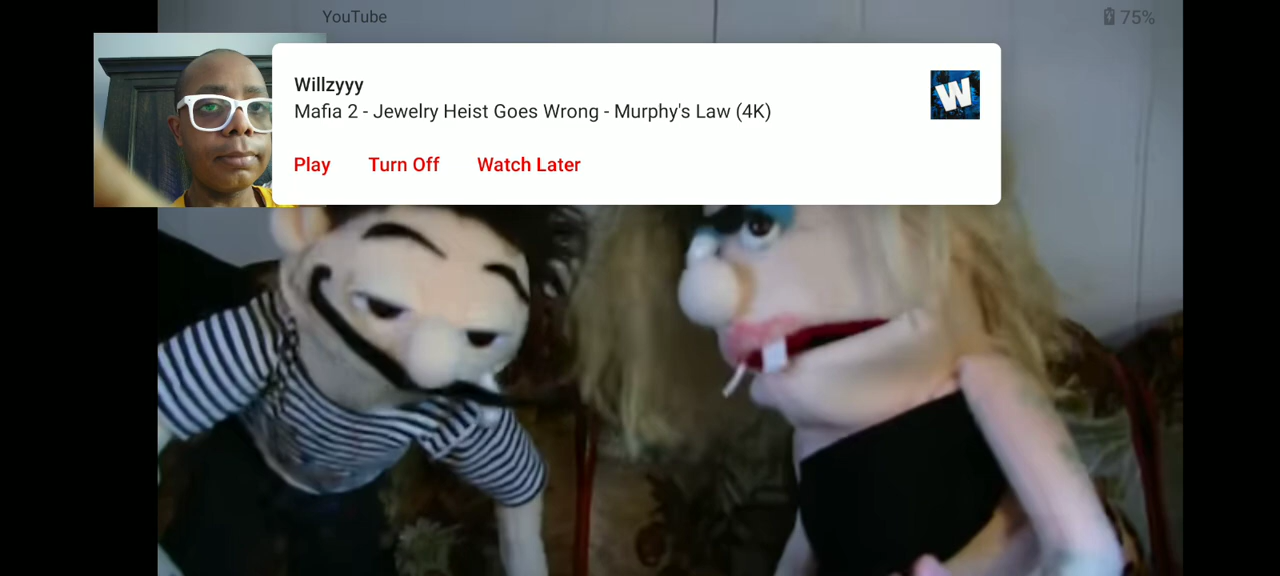 YouTube
75%
Willzyyy
W
Mafia 2 - Jewelry Heist Goes Wrong - Murphy's Law (4K)
Play Turn Off Watch Later